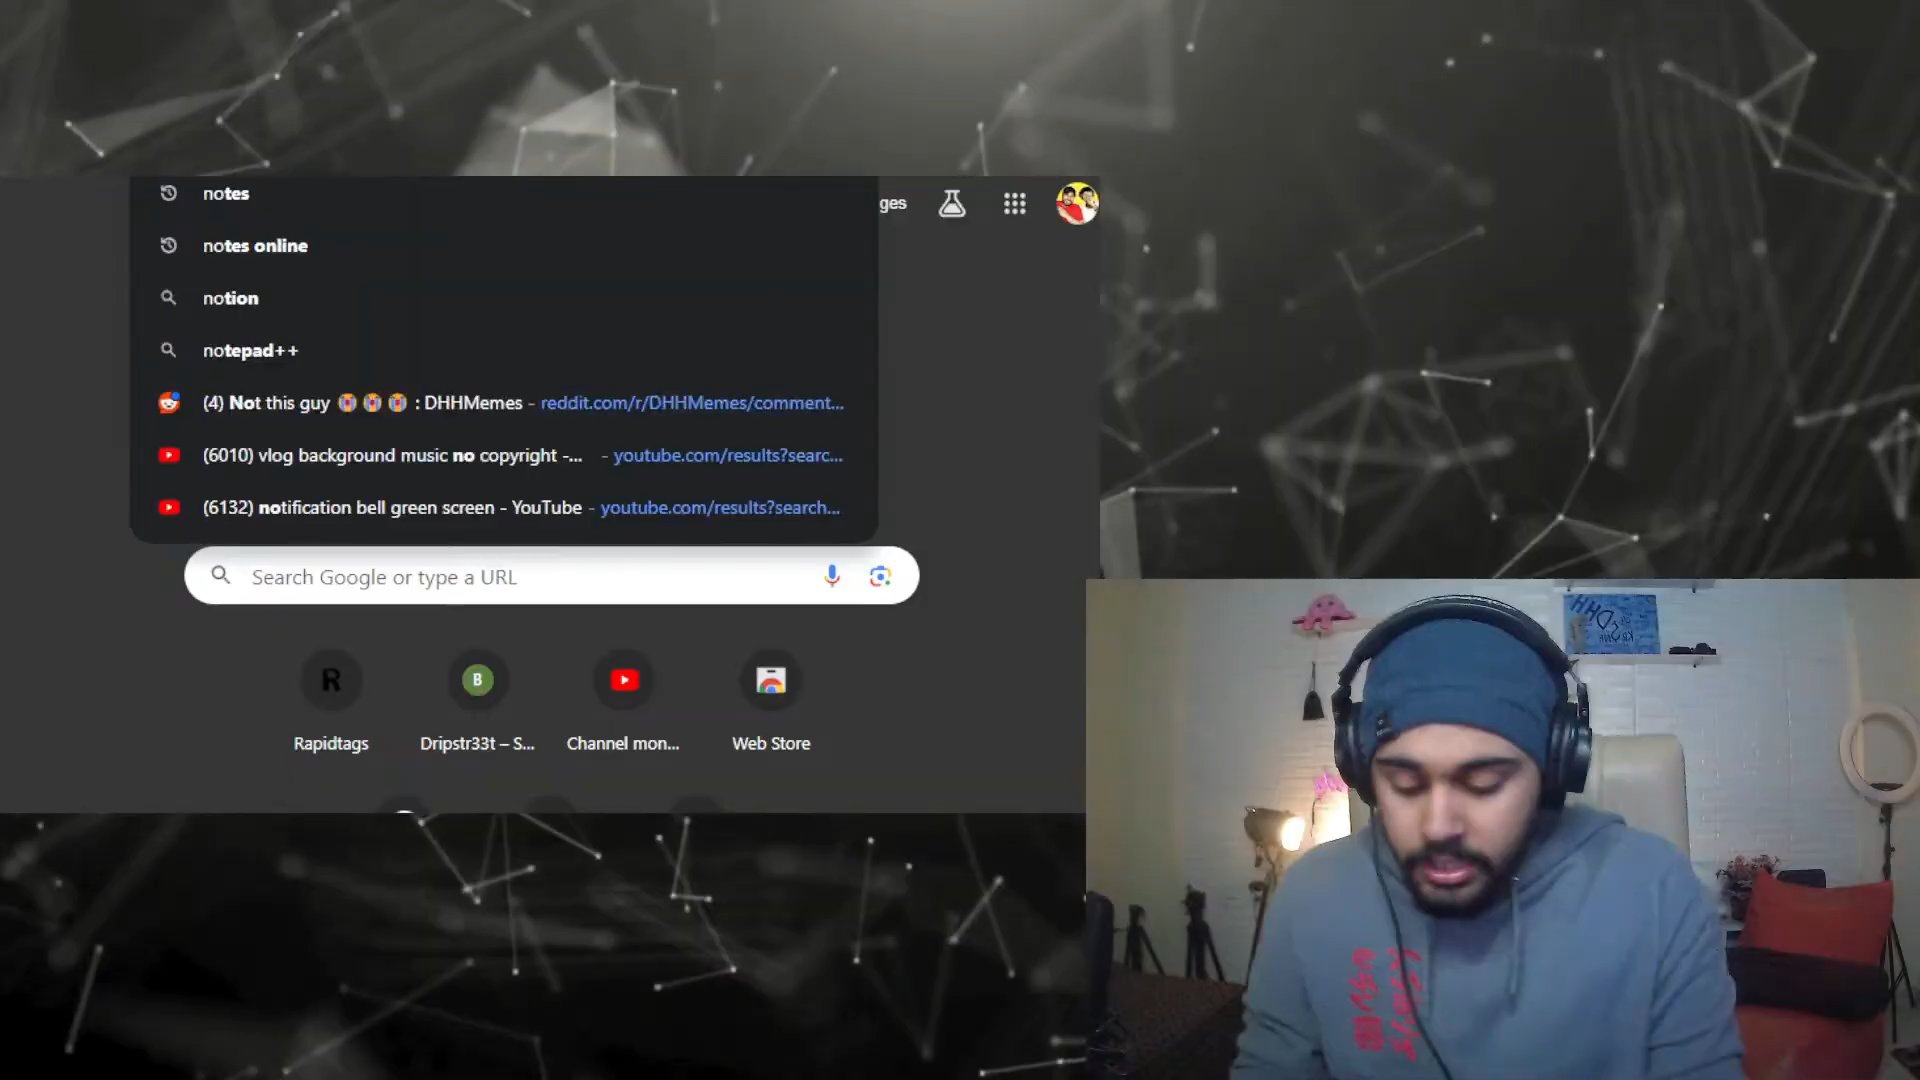 notes
ges
notes online
notion
notepad++
(4) Not this guy 😭 😭 😭 : DHHMemes - reddit.com/r/DHHMemes/comment...
(6010) vlog background music no copyright -... - youtube.com/results?searc...
(6132) notification bell green screen - YouTube - youtube.com/results?search...
Search Google or type a URL
R
B
Rapidtags
Dripstr33t – S...
Channel mon...
Web Store
DHH